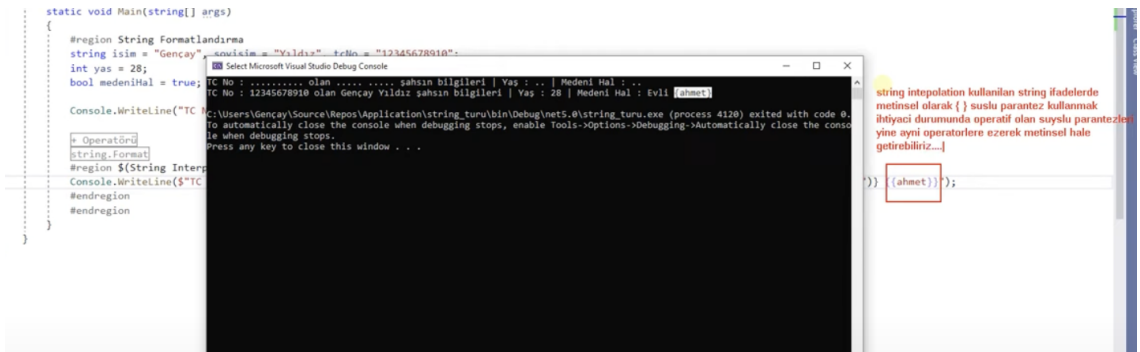 static void Main(string[] args)
{
#region String Formatlandırma
string isim = "Gençay", soyisim = "Yıldız", tcNo = "12345678910";
int yas = 28;
bool medeniHal = true;
Console.WriteLine("TC
+ Operatörü
string.Format
#region $(String Interp
Console.WriteLine($"TC
")} {{ahmet}}");
#endregion
#endregion
}
}
Select Microsoft Visual Studio Debug Console
TC No : .......... olan ..... ..... şahsın bilgileri | Yaş : .. | Medeni Hal : ..
TC No : 12345678910 olan Gençay Yıldız şahsın bilgileri | Yaş : 28 | Medeni Hal : Evli {ahmet}
C:\Users\Gençay\Source\Repos\Application\string_turu\bin\Debug\net5.0\string_turu.exe (process 4120) exited with code 0.
To automatically close the console when debugging stops, enable Tools->Options->Debugging->Automatically close the conso
le when debugging stops.
Press any key to close this window . . .
string intepolation kullanilan string ifadelerde
metinsel olarak { } suslu parantez kullanmak
ihtiyaci durumunda operatif olan suyslu parantezleri
yine ayni operatorlere ezerek metinsel hale
getirebiliriz....|
Class View